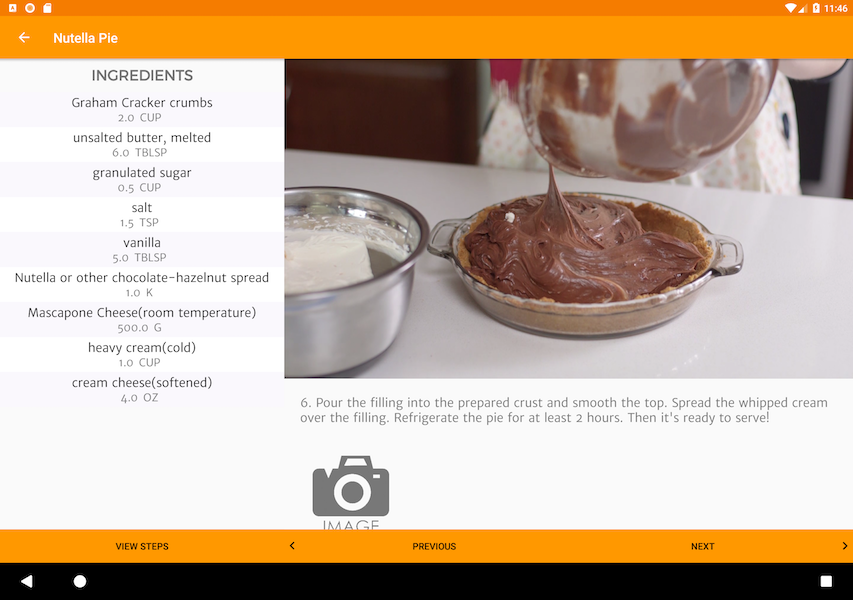 11:46
Nutella Pie
INGREDIENTS
Graham Cracker crumbs
2.0 CUP
unsalted butter, melted
6.0 TBLSP
granulated sugar
0.5 CUP
salt
1.5 TSP
vanilla
5.0 TBLSP
Nutella or other chocolate-hazelnut spread
1.0 K
Mascapone Cheese(room temperature)
500.0 G
heavy cream(cold)
1.0 CUP
cream cheese(softened)
4.0 OZ
6. Pour the filling into the prepared crust and smooth the top. Spread the whipped cream
over the filling. Refrigerate the pie for at least 2 hours. Then it's ready to serve!
IMAGE
VIEW STEPS
PREVIOUS
NEXT